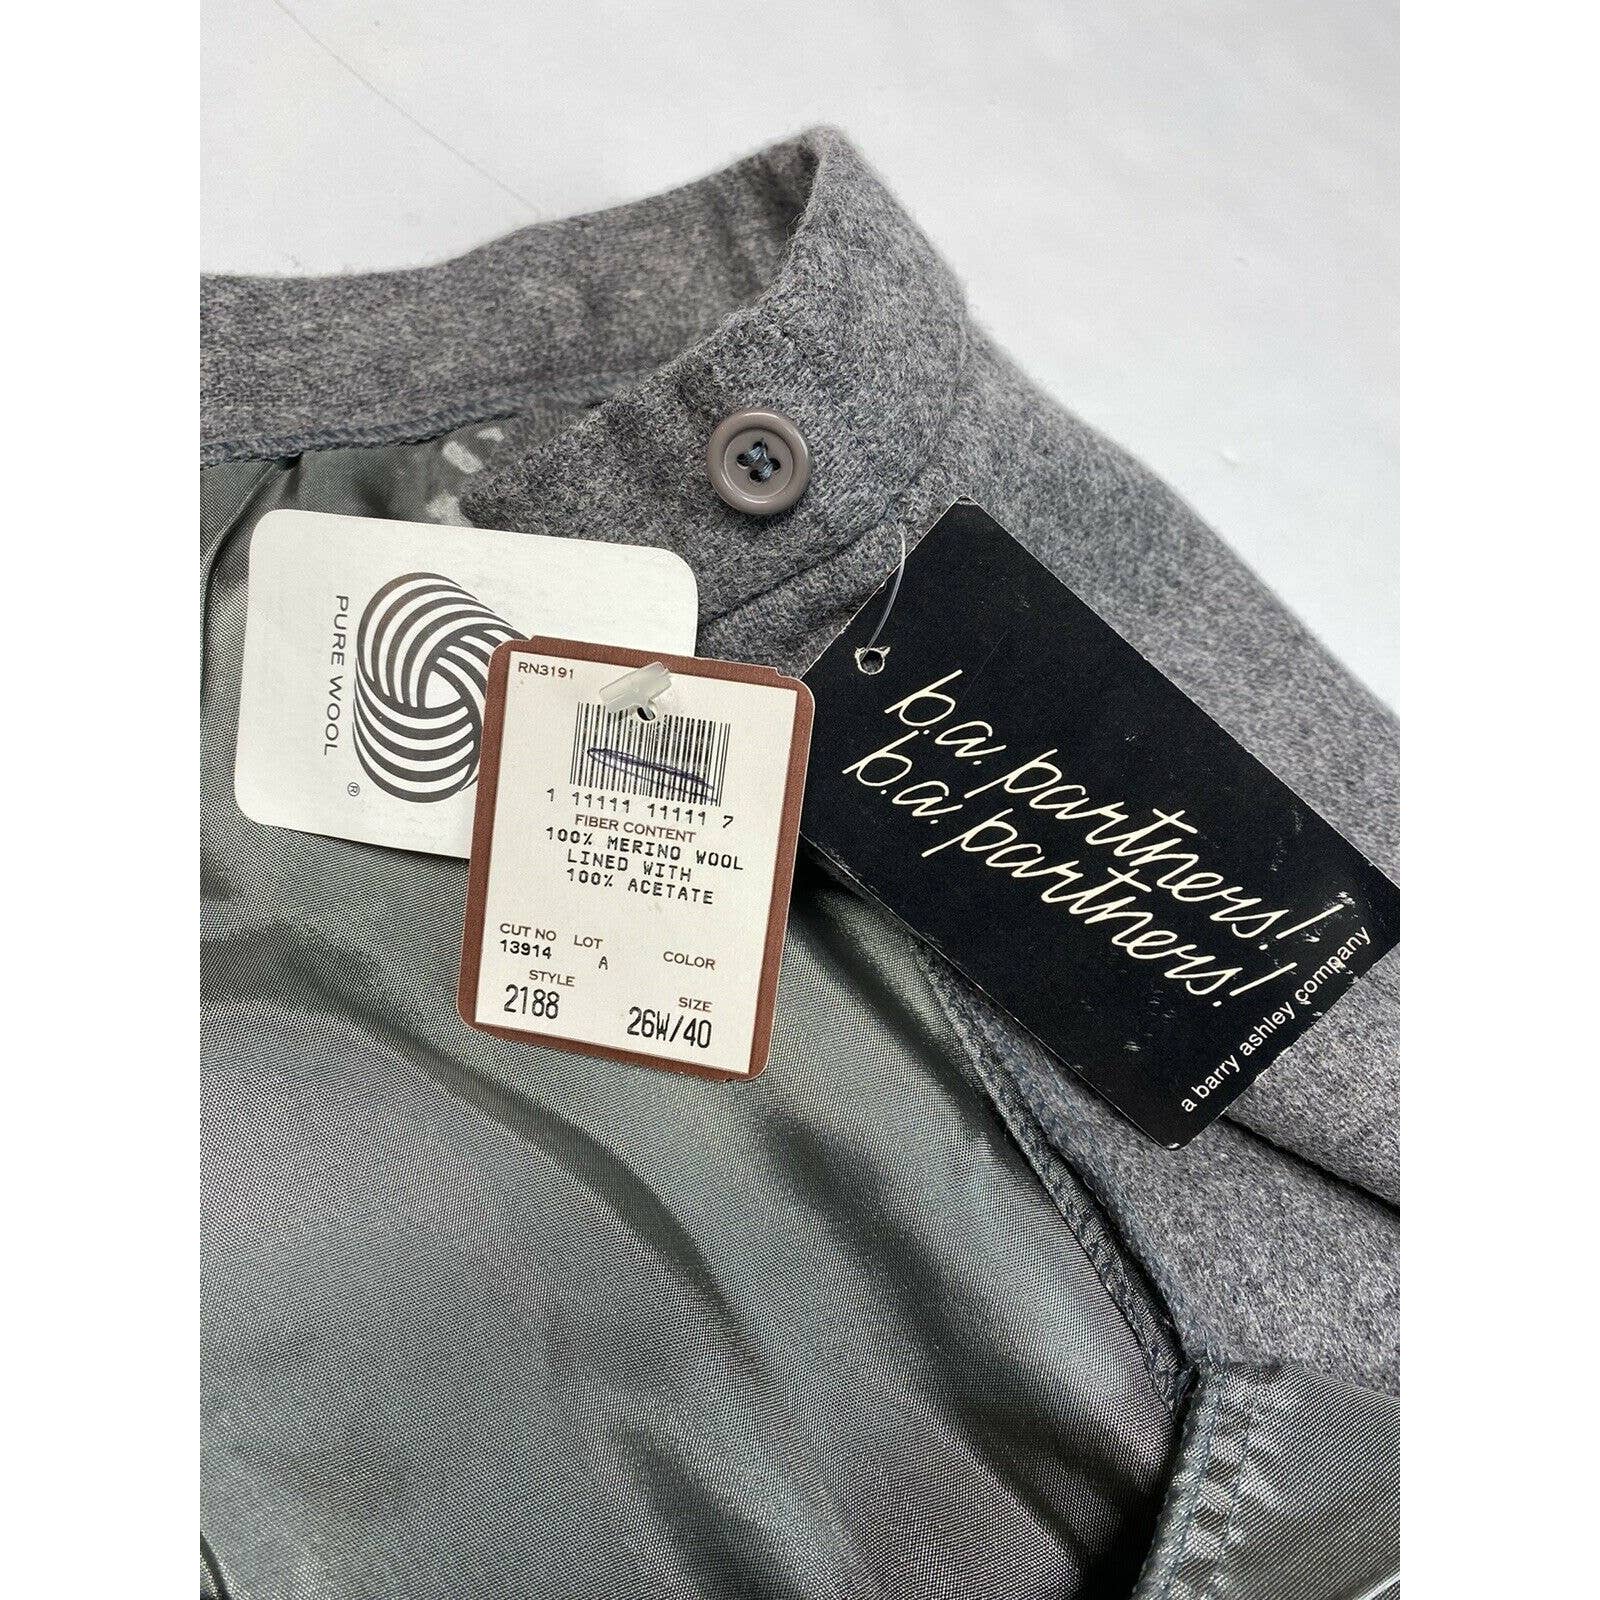 PURE WOOL
®
RN3191
1 11111 11111 7
FIBER CONTENT
100% MERINO WOOL
LINED WITH
100% ACETATE
CUT NO LOT COLOR
13914 A
STYLE SIZE
2188 26W/40
b.a. partners!
b.a. partners!
a barry ashley company